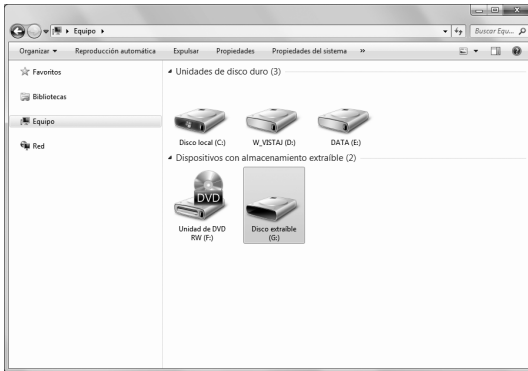 Equipo
Buscar Equ...
Organizar
Reproducción automática
Expulsar
Propiedades
Propiedades del sistema
»
Favoritos
Bibliotecas
Equipo
Red
Unidades de disco duro (3)
Disco local (C:)
W_VISTAJ (D:)
DATA (E:)
Dispositivos con almacenamiento extraíble (2)
DVD
Unidad de DVD
RW (F:)
Disco extraíble
(G:)